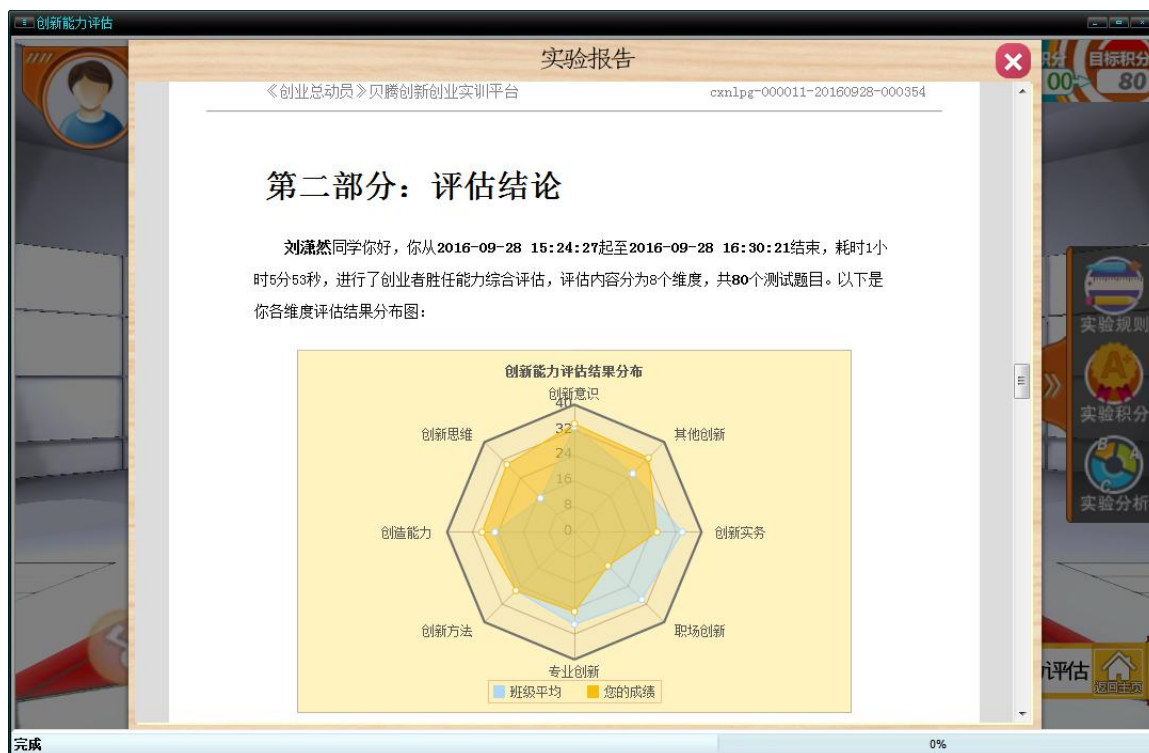 创新能力评估
实验报告
积分
目标积分
00
80
《创业总动员》贝腾创新创业实训平台
cxnlpg-000011-20160928-000354
第二部分：评估结论
刘潇然同学你好，你从2016-09-28 15:24:27起至2016-09-28 16:30:21结束，耗时1小
时5分53秒，进行了创业者胜任能力综合评估，评估内容分为8个维度，共80个测试题目。以下是
你各维度评估结果分布图：
创新能力评估结果分布
创新意识
40
32
24
16
8
0
创新思维
其他创新
创造能力
创新实务
创新方法
职场创新
专业创新
班级平均
您的成绩
实验规则
A+
实验积分
B
A
C
实验分析
评估
返回主页
完成
0%